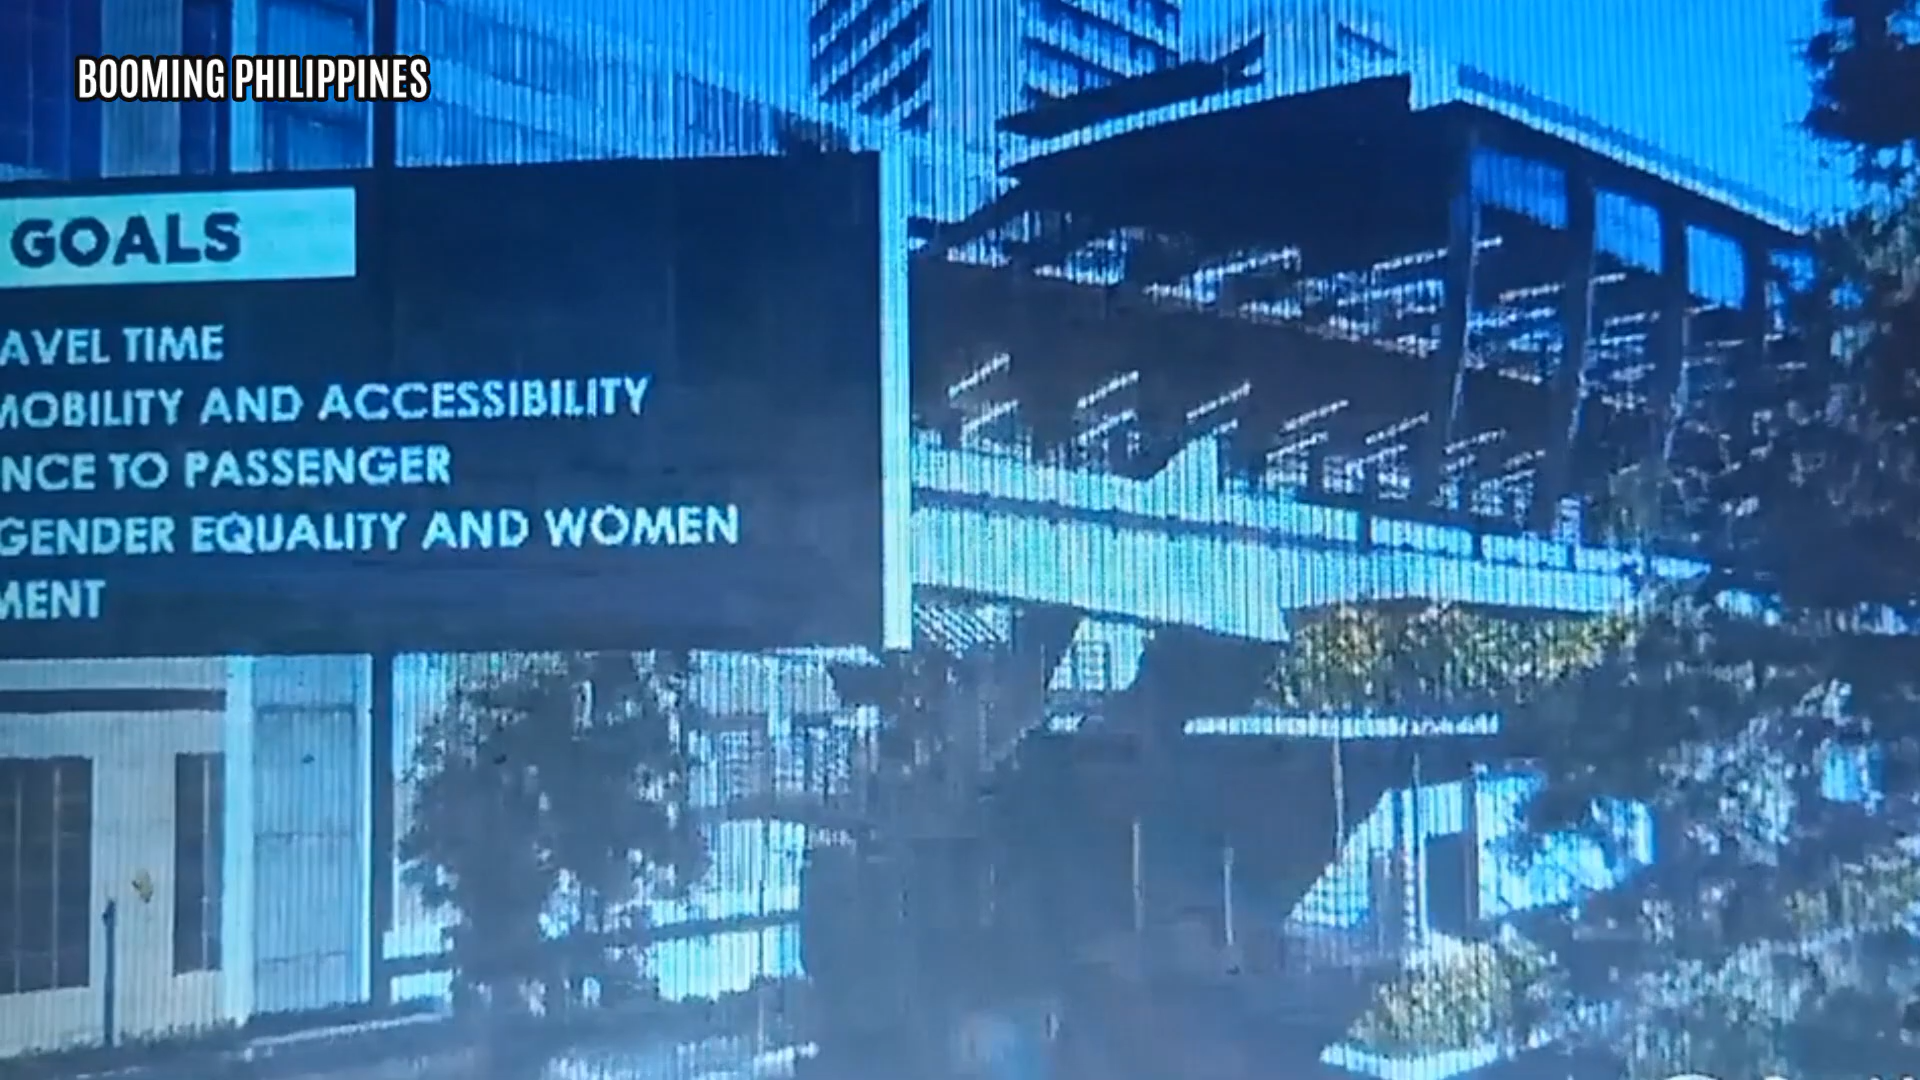 BOOMING PHILIPPINES
GOALS
AVEL TIME
MOBILITY AND ACCESSIBILITY
NCE TO PASSENGER
GENDER EQUALITY AND WOMEN
MENT